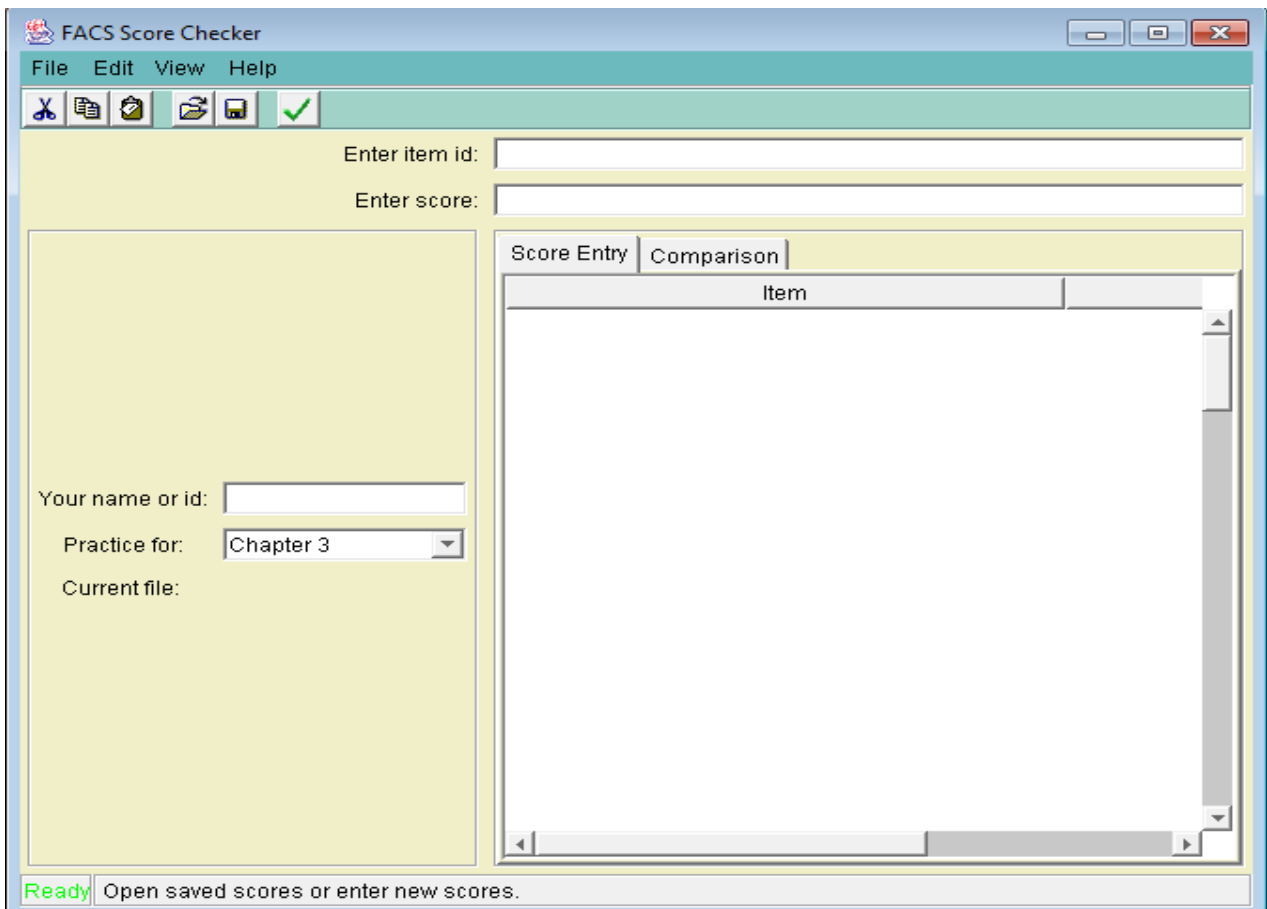 FACS Score Checker
File Edit View Help
Enter item id:
Enter score:
Score Entry Comparison
Item
Your name or id:
Practice for: Chapter 3
Current file:
Ready Open saved scores or enter new scores.